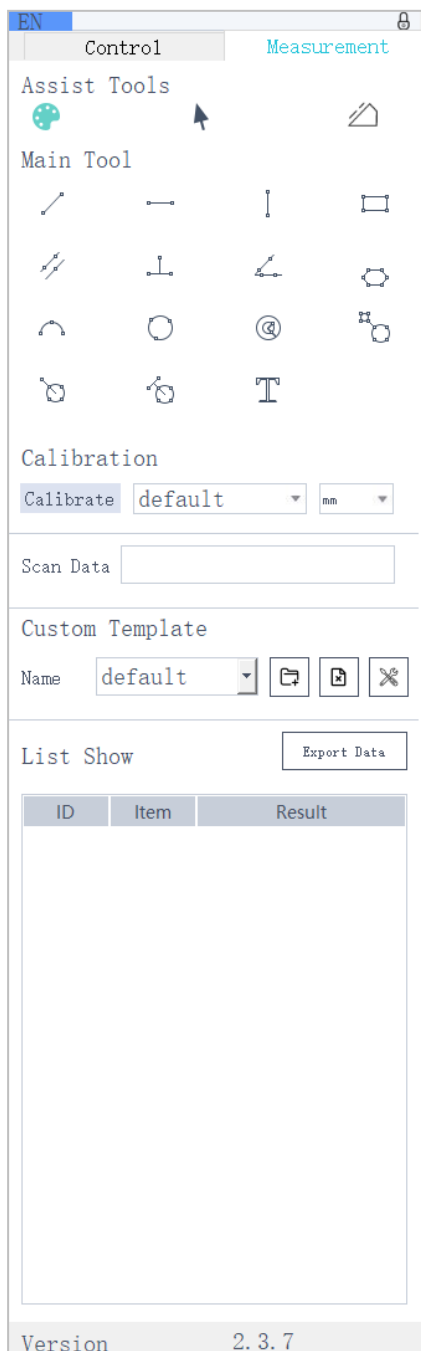 EN
Control Measurement
Assist Tools
Main Tool
Calibration
Calibrate default mm
Scan Data
Custom Template
Name default
List Show Export Data
ID Item Result
Version 2.3.7